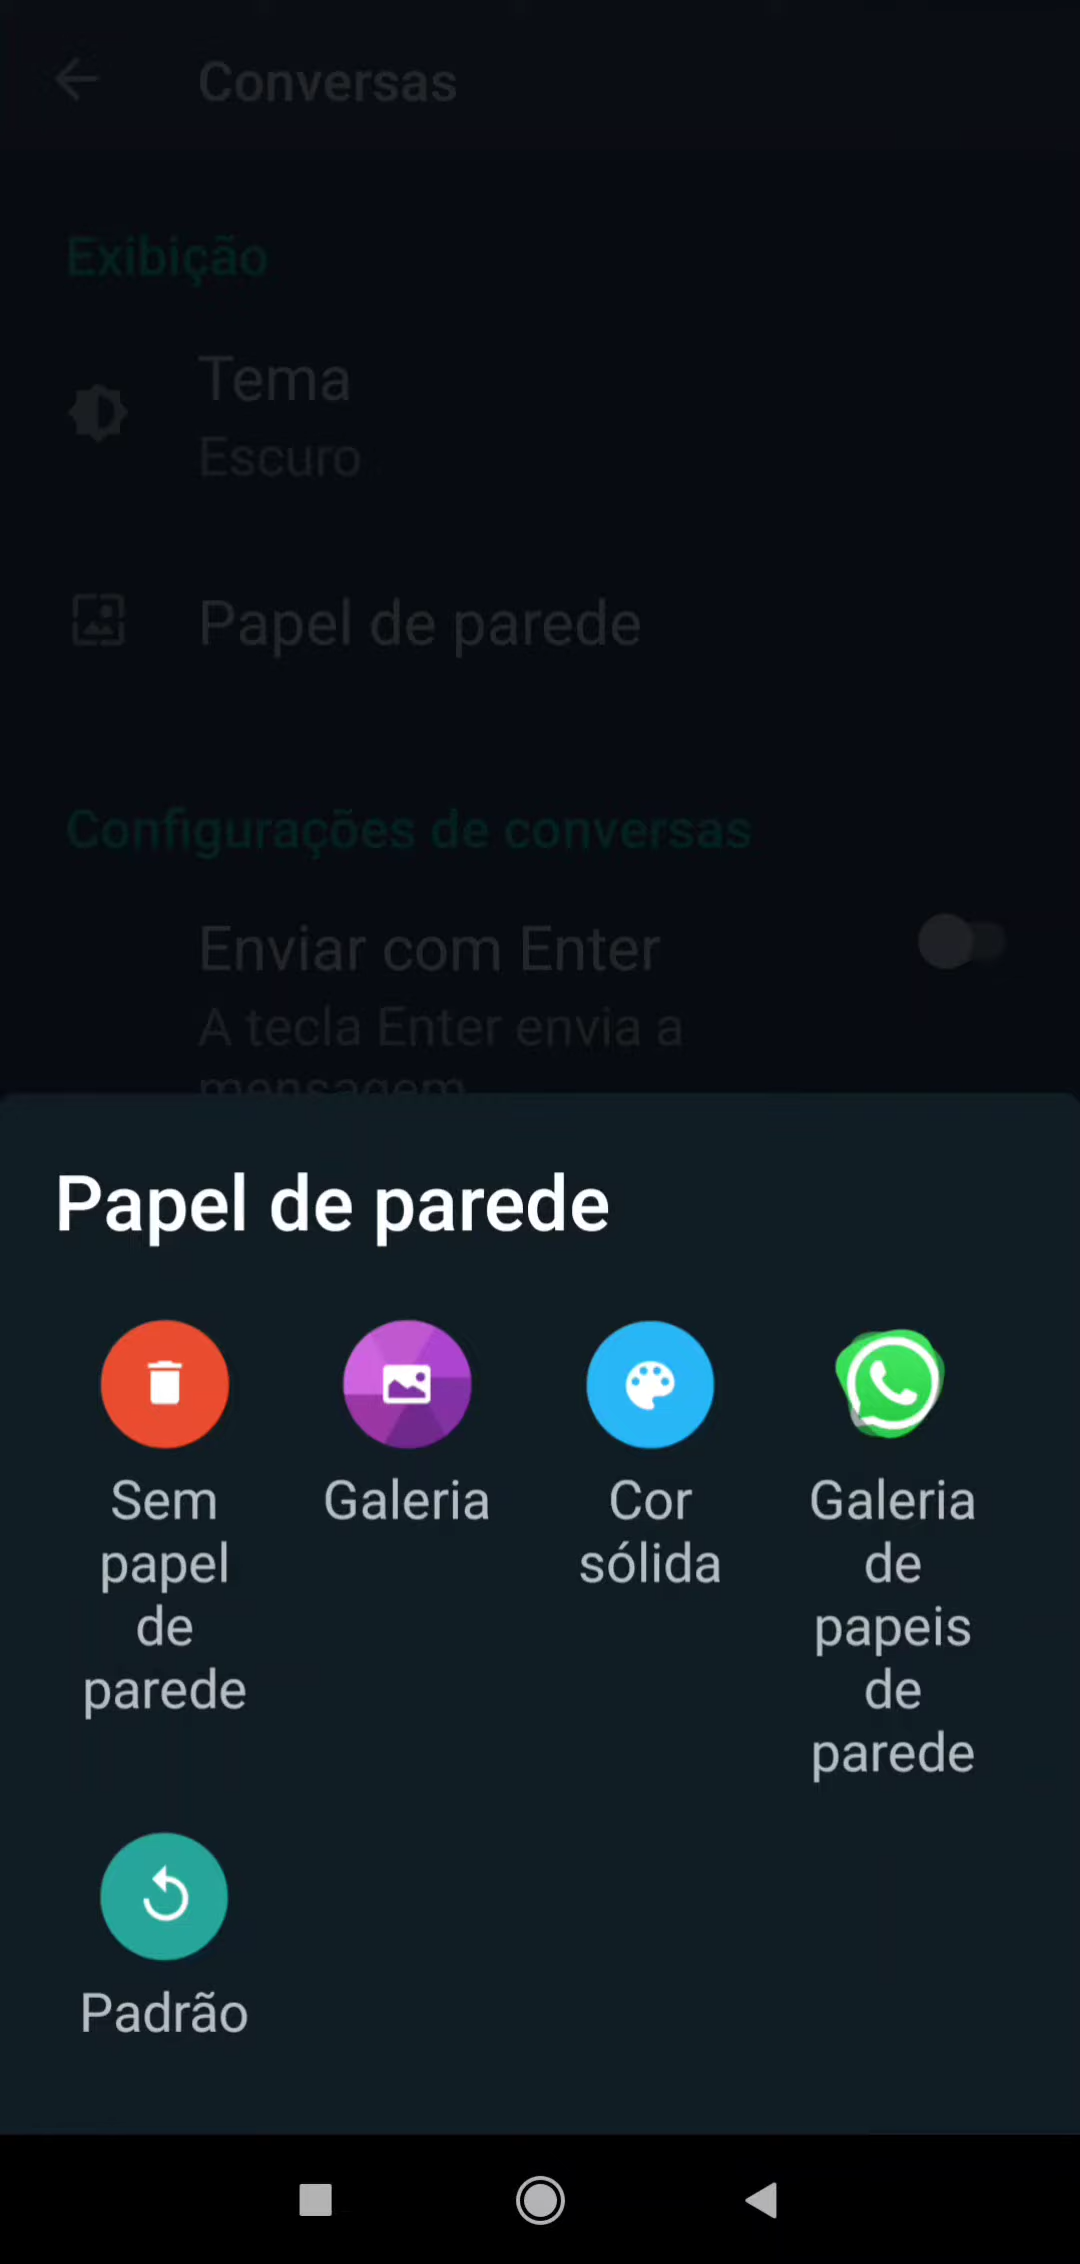 Conversas
Exibição
Tema
Escuro
Papel de parede
Configurações de conversas
Enviar com Enter
A tecla Enter envia a
mensagem
Papel de parede
Sem
papel
de
parede
Galeria
Cor
sólida
Galeria
de
papeis
de
parede
Padrão